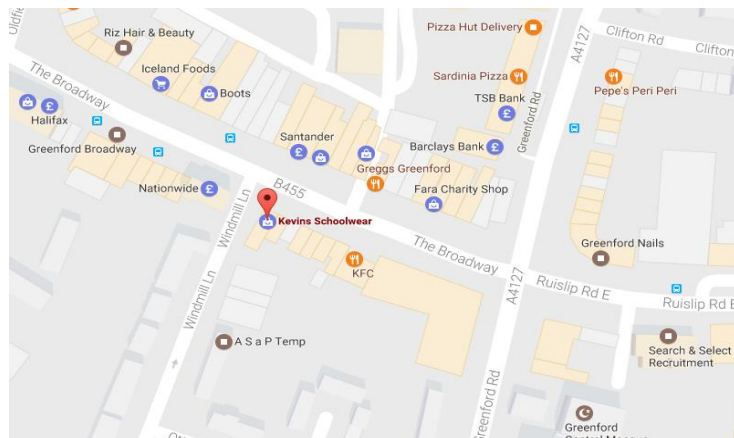 Oldfie
Riz Hair & Beauty
Pizza Hut Delivery
Clifton Rd
Clifton
A4127
The Broadway
Iceland Foods
Boots
Sardinia Pizza
Pepe's Peri Peri
TSB Bank
Greenford Rd
Halifax
Greenford Broadway
Santander
Barclays Bank
Greggs Greenford
Nationwide
B455
Fara Charity Shop
Windmill Ln
Kevins Schoolwear
The Broadway
Greenford Nails
KFC
A4127
Ruislip Rd E
Ruislip Rd E
Windmill Ln
A S a P Temp
Search & Select
Recruitment
Greenford Rd
Greenford